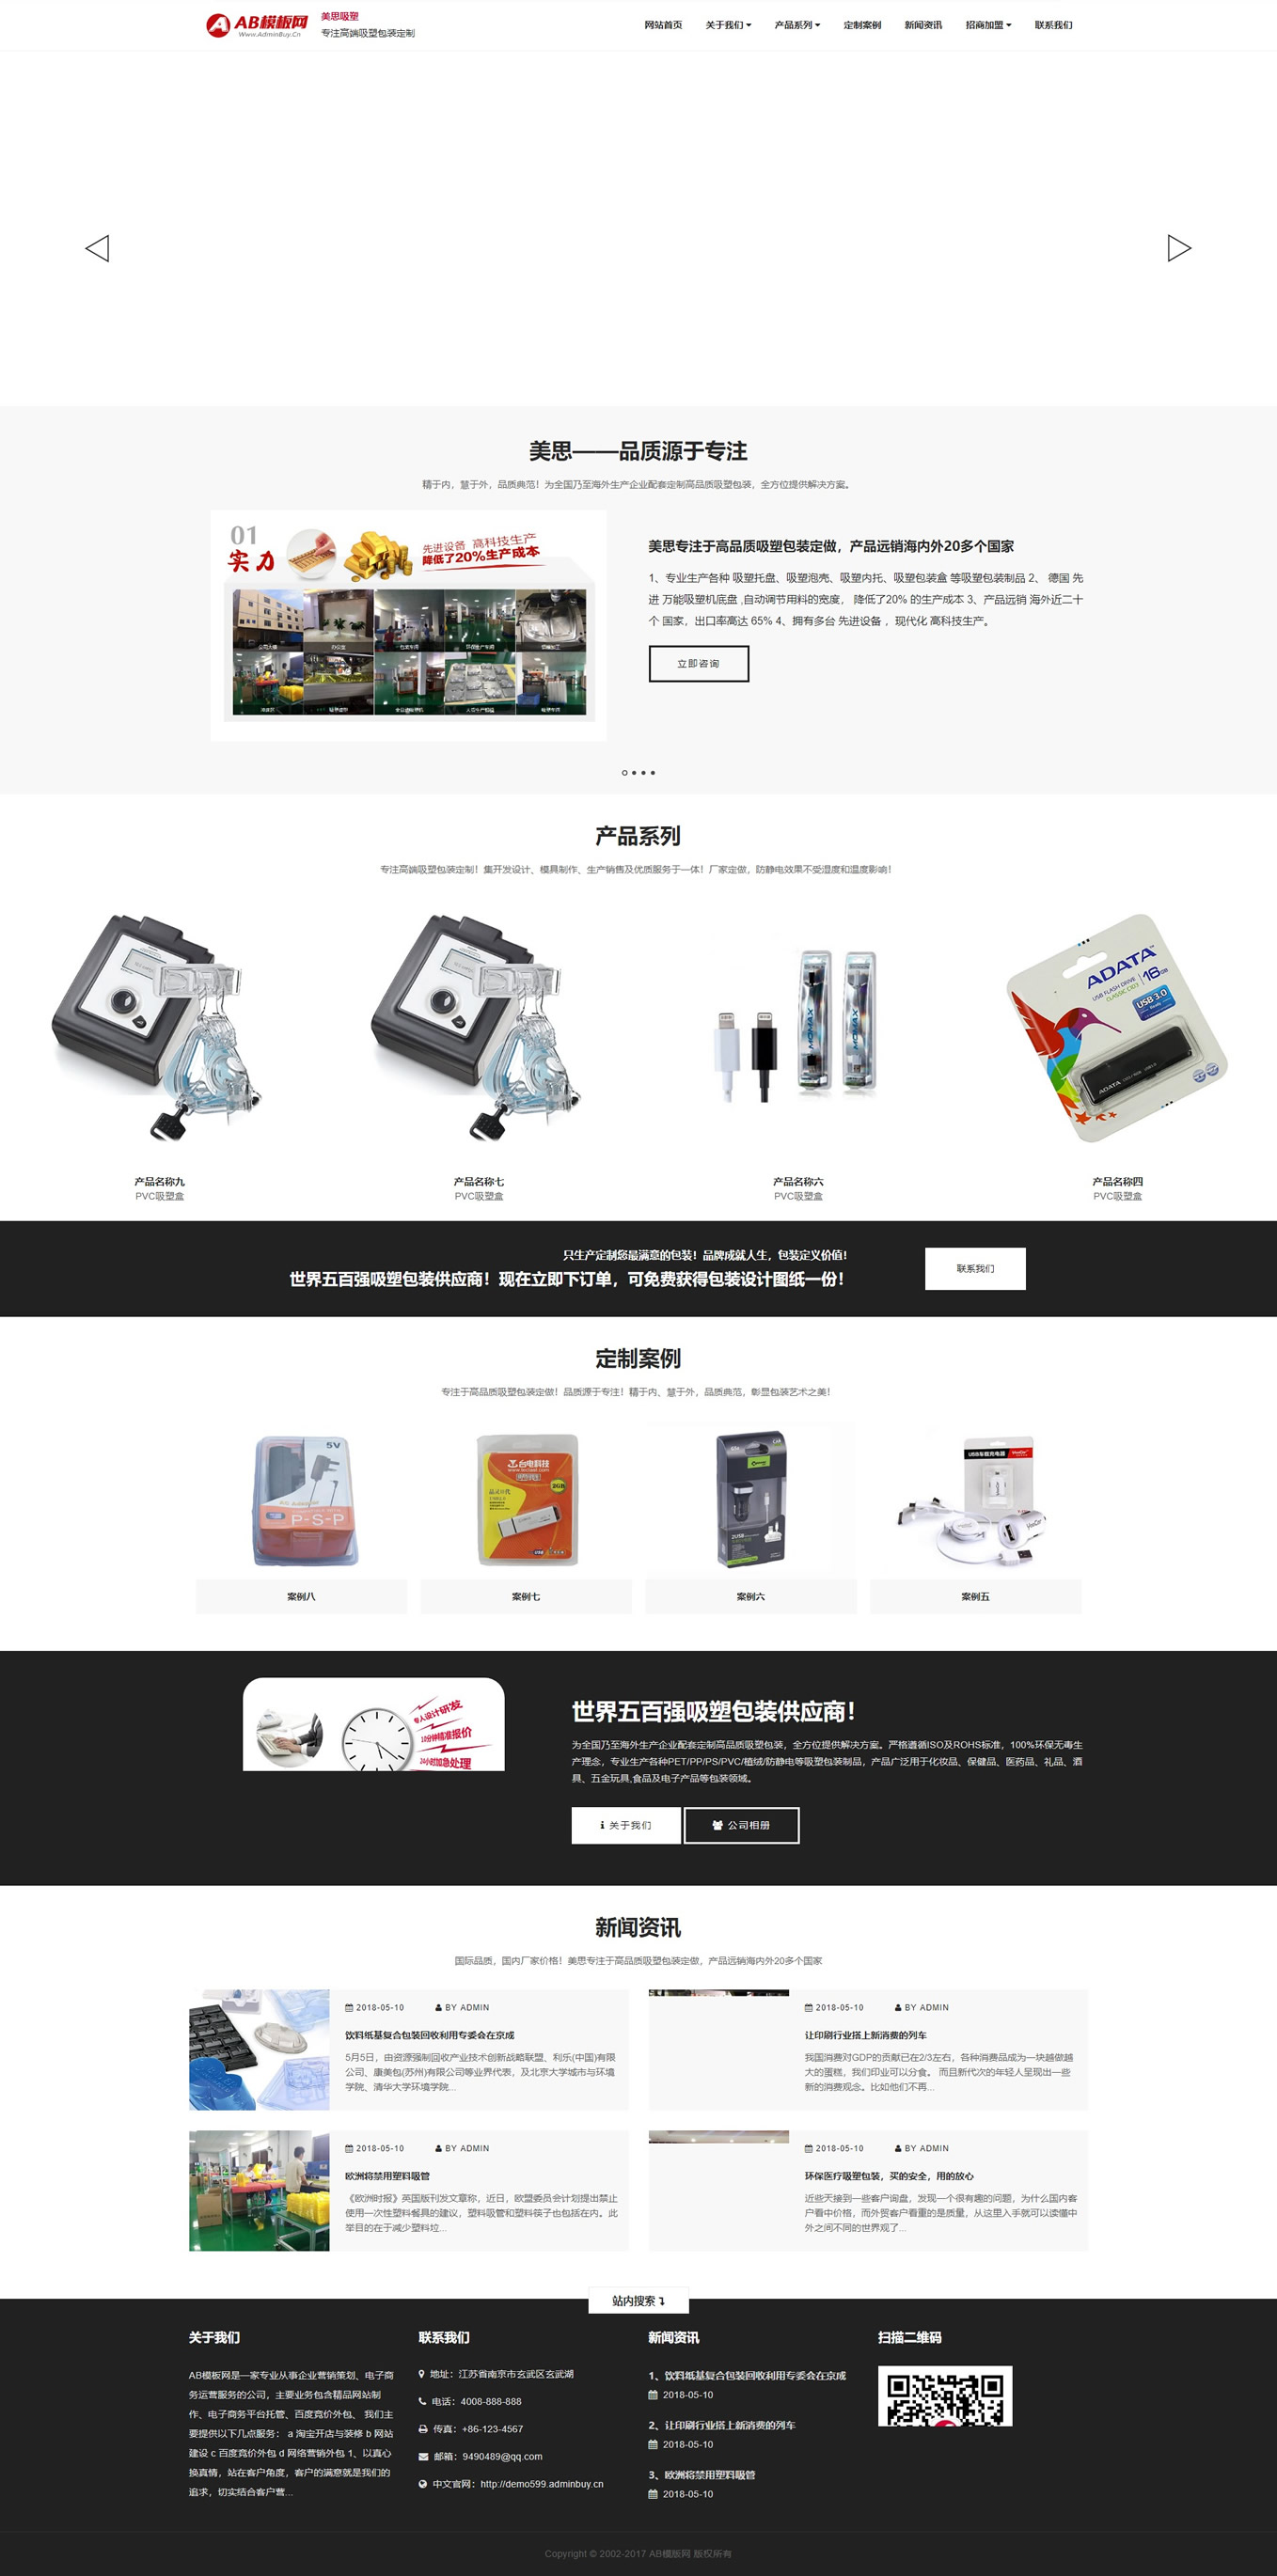 AB模板网
Www.AdminBuy.Cn
美思吸塑
专注高端吸塑包装定制
网站首页
关于我们
产品系列
定制案例
新闻资讯
招商加盟
联系我们
美思——品质源于专注
精于内，慧于外，品质典范！为全国乃至海外生产企业配套定制高品质吸塑包装，全方位提供解决方案。
01
实力
先进设备 高科技生产
降低了20%生产成本
公司大楼
办公室
美思专注于高品质吸塑包装定做，产品远销海内外20多个国家
1、专业生产各种 吸塑托盘、吸塑泡壳、吸塑内托、吸塑包装盒 等吸塑包装制品 2、 德国 先
进 万能吸塑机底盘 ,自动调节用料的宽度， 降低了20% 的生产成本 3、产品远销 海外近二十
个 国家，出口率高达 65% 4、拥有多台 先进设备 ，现代化 高科技生产。
立即咨询
产品系列
专注高端吸塑包装定制！集开发设计、模具制作、生产销售及优质服务于一体！厂家定做，防静电效果不受湿度和温度影响！
MOMAX
MOMAX
ADATA
USB FLASH DRIVE
16GB
CLASSIC C103
USB 3.0
ADATA
产品名称九
PVC吸塑盒
产品名称七
PVC吸塑盒
产品名称六
PVC吸塑盒
产品名称四
PVC吸塑盒
只生产定制您最满意的包装！品牌成就人生，包装定义价值！
世界五百强吸塑包装供应商！现在立即下订单，可免费获得包装设计图纸一份！
联系我们
定制案例
专注于高品质吸塑包装定做！品质源于专注！精于内、慧于外，品质典范，彰显包装艺术之美！
5V
P-S-P
台电科技
2GB
2USB
USB车载充电器
案例八
案例七
案例六
案例五
专人设计研发
10分钟精准报价
24小时加急处理
世界五百强吸塑包装供应商！
为全国乃至海外生产企业配套定制高品质吸塑包装，全方位提供解决方案。严格遵循ISO及ROHS标准，100%环保无毒生
产理念，专业生产各种PET/PP/PS/PVC/植绒/防静电等吸塑包装制品，产品广泛用于化妆品、保健品、医药品、礼品、酒
具、五金玩具,食品及电子产品等包装领域。
关于我们
公司相册
新闻资讯
国际品质，国内厂家价格！美思专注于高品质吸塑包装定做，产品远销海内外20多个国家
2018-05-10 BY ADMIN
饮料纸基复合包装回收利用专委会在京成
5月5日，由资源强制回收产业技术创新战略联盟、利乐(中国)有限
公司、康美包(苏州)有限公司等业界代表，及北京大学城市与环境
学院、清华大学环境学院...
2018-05-10 BY ADMIN
让印刷行业搭上新消费的列车
我国消费对GDP的贡献已在2/3左右，各种消费品成为一块越做越
大的蛋糕，我们印业可以分食。 而且新代次的年轻人呈现出一些
新的消费观念。比如他们不再...
2018-05-10 BY ADMIN
欧洲将禁用塑料吸管
《欧洲时报》英国版刊发文章称，近日，欧盟委员会计划提出禁止
使用一次性塑料餐具的建议，塑料吸管和塑料筷子也包括在内。此
举目的在于减少塑料垃...
2018-05-10 BY ADMIN
环保医疗吸塑包装，买的安全，用的放心
近些天接到一些客户询盘，发现一个很有趣的问题，为什么国内客
户看中价格，而外贸客户看重的是质量，从这里入手就可以读懂中
外之间不同的世界观了...
站内搜索
关于我们
AB模板网是一家专业从事企业营销策划、电子商
务运营服务的公司，主要业务包含精品网站制
作、电子商务平台托管、百度竞价外包、 我们主
要提供以下几点服务： a 淘宝开店与装修 b 网站
建设 c 百度竞价外包 d 网络营销外包 1、以真心
换真情，站在客户角度，客户的满意就是我们的
追求，切实结合客户营...
联系我们
地址：江苏省南京市玄武区玄武湖
电话：4008-888-888
传真：+86-123-4567
邮箱：9490489@qq.com
中文官网：http://demo599.adminbuy.cn
新闻资讯
1、饮料纸基复合包装回收利用专委会在京成
2018-05-10
2、让印刷行业搭上新消费的列车
2018-05-10
3、欧洲将禁用塑料吸管
2018-05-10
扫描二维码
Copyright © 2002-2017 AB模版网 版权所有